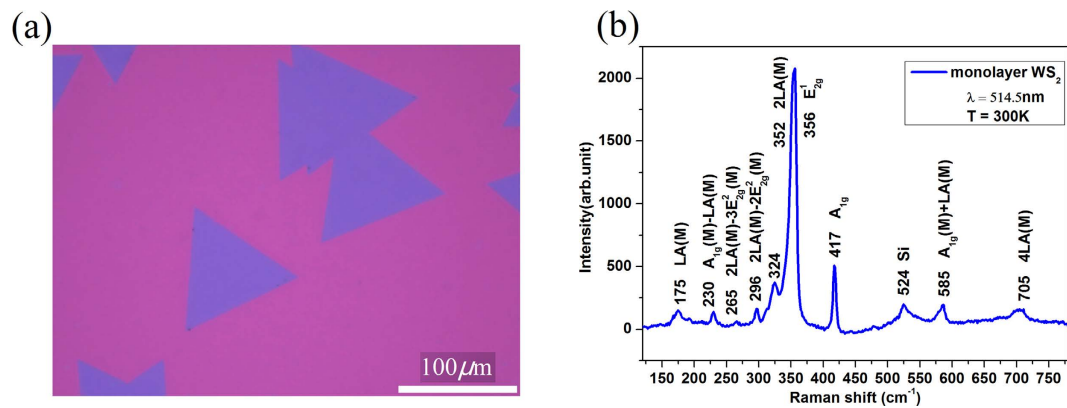 (a)
100μm
(b)
monolayer WS₂
λ = 514.5nm
T = 300K
Intensity(arb.unit)
2000
1500
1000
500
0
175 LA(M)
230 A₁g(M)-LA(M)
265 2LA(M)-3E²₂g(M)
296 2LA(M)-2E²₂g(M)
324
352 2LA(M)
356 E¹₂g
417 A₁g
524 Si
585 A₁g(M)+LA(M)
705 4LA(M)
150 200 250 300 350 400 450 500 550 600 650 700 750
Raman shift (cm⁻¹)